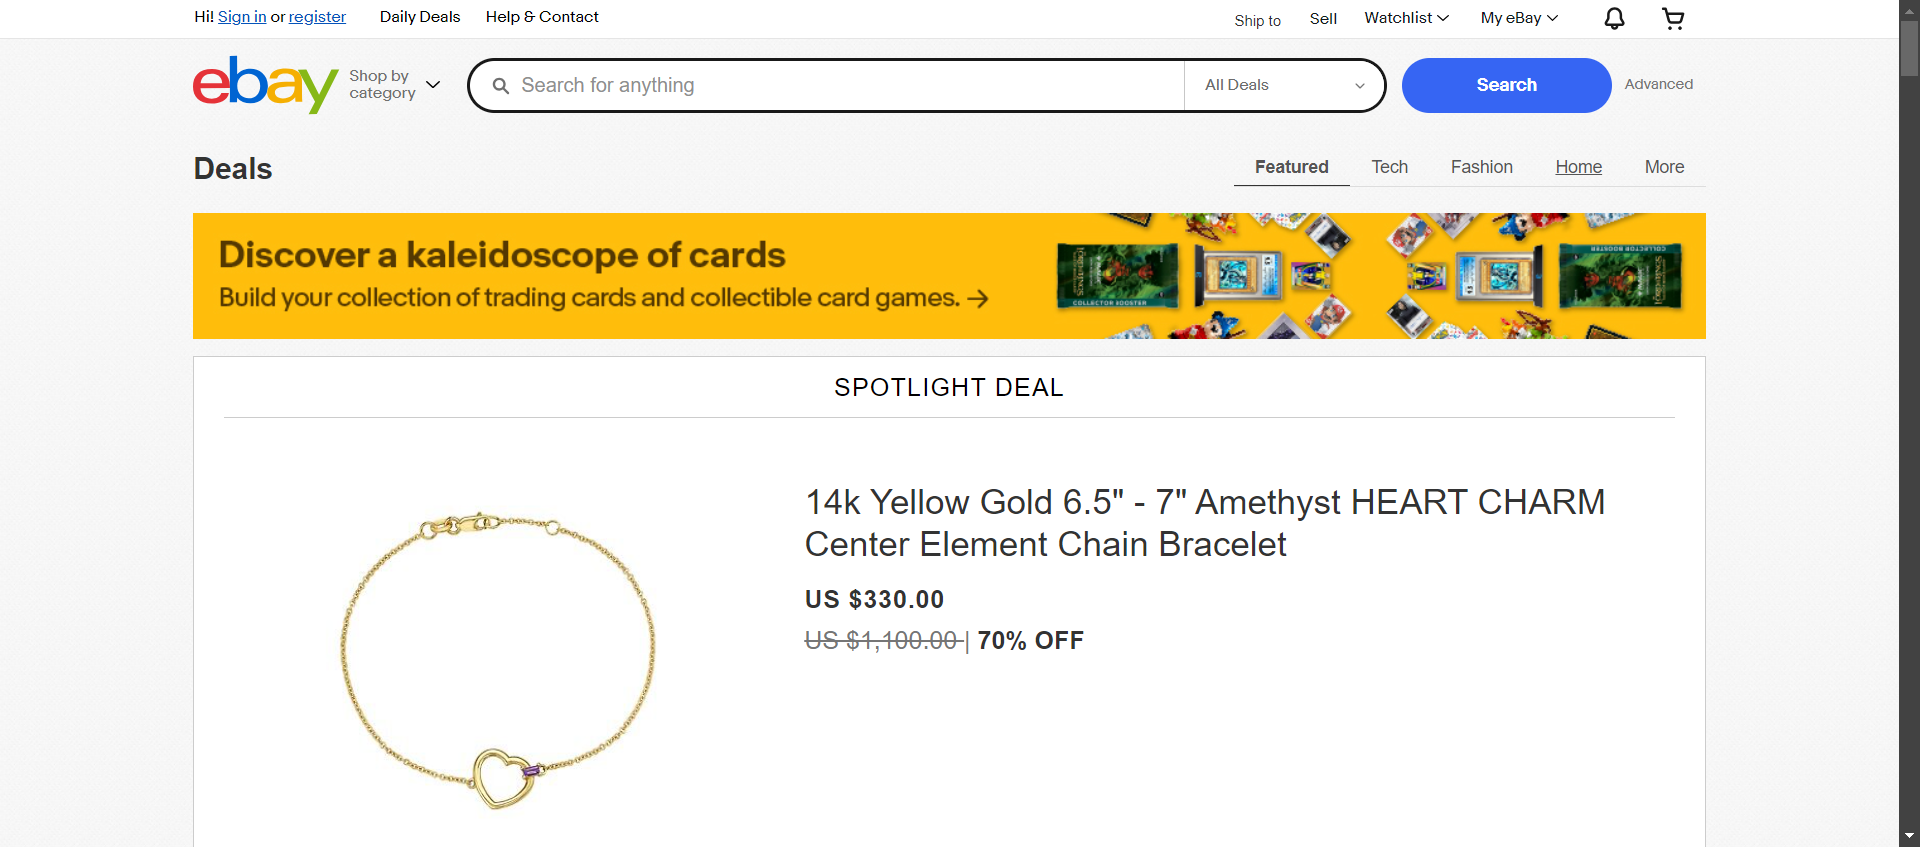 Hi! Sign in or register
Daily Deals
Help & Contact
Ship to
Sell
Watchlist
My eBay
ebay
Shop by
category
Search for anything
All Deals
Search
Advanced
Deals
Featured
Tech
Fashion
Home
More
Discover a kaleidoscope of cards
Build your collection of trading cards and collectible card games. →
COLLECTOR BOOSTER
SPOTLIGHT DEAL
14k Yellow Gold 6.5" - 7" Amethyst HEART CHARM
Center Element Chain Bracelet
US $330.00
US $1,100.00 | 70% OFF